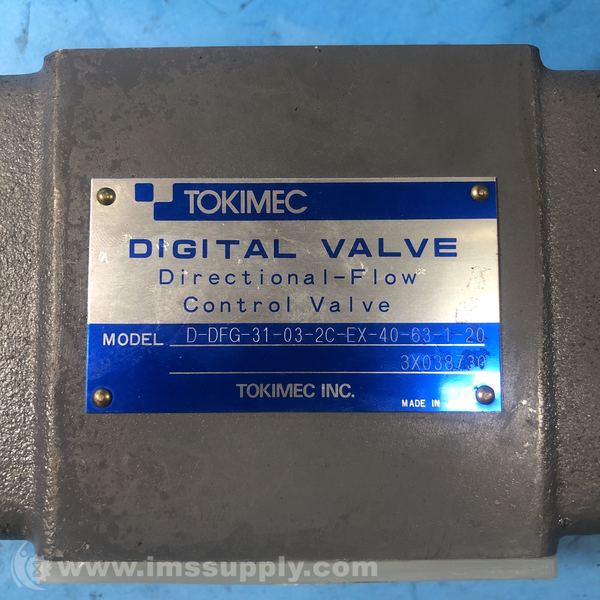 TOKIMEC
DIGITAL VALVE
Directional-Flow
Control Valve
MODEL D-DFG-31-03-2C-EX-40-63-1-20
3X038730
TOKIMEC INC.
MADE IN
www.imssupply.com